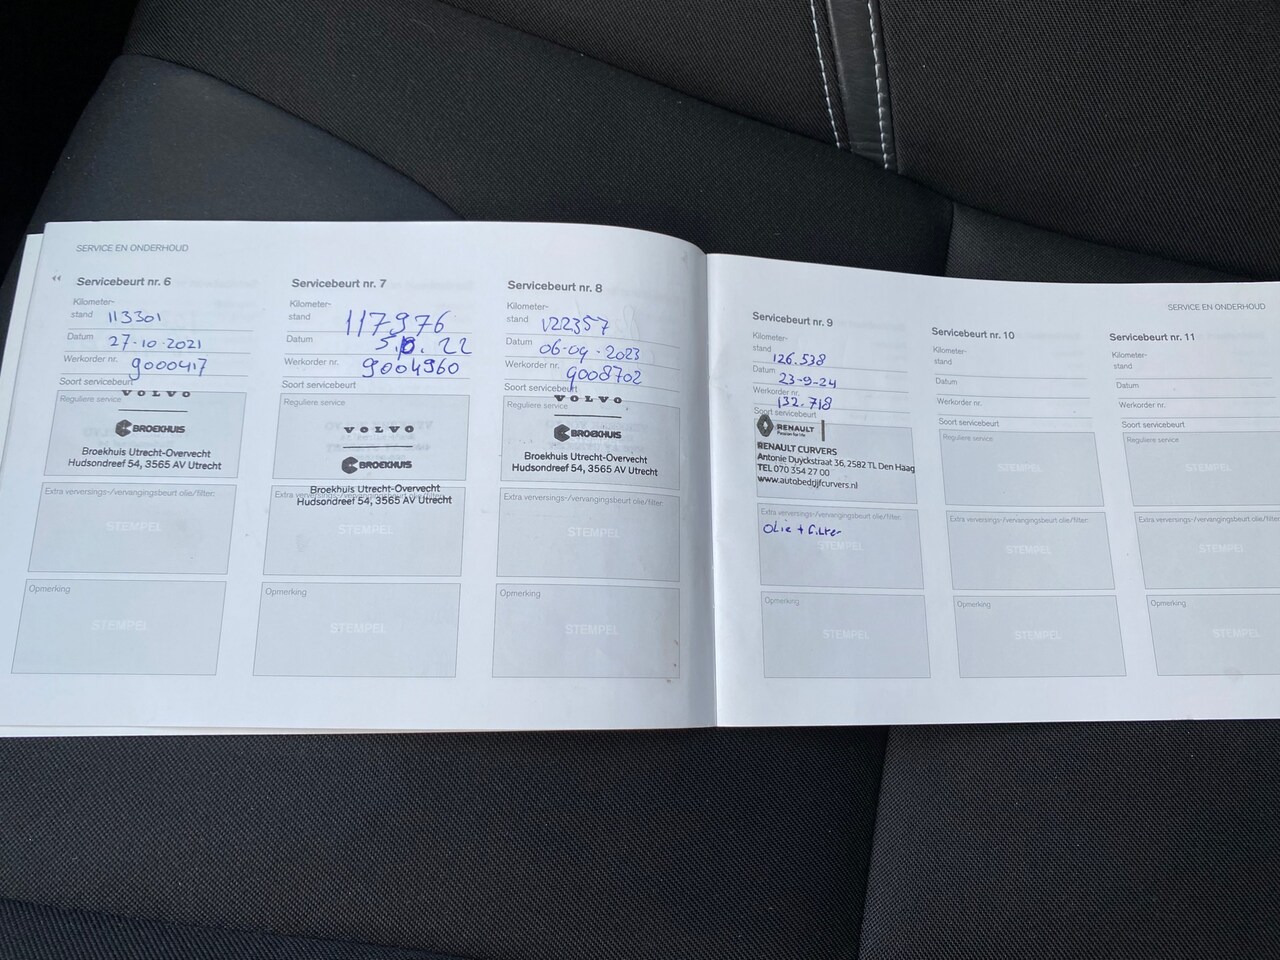 SERVICE EN ONDERHOUD
‹‹ Servicebeurt nr. 6
Kilometer-
stand 113301
Datum 27-10-2021
Werkorder nr. 9000417
Soort servicebeurt
Reguliere service
VOLVO
BROEKHUIS
Broekhuis Utrecht-Overvecht
Hudsondreef 54, 3565 AV Utrecht
Extra verversings-/vervangingsbeurt olie/filter:
STEMPEL
Opmerking
STEMPEL
Servicebeurt nr. 7
Kilometer-
stand 117976
Datum 22
Werkorder nr. 9004960
Soort servicebeurt
Reguliere service
VOLVO
BROEKHUIS
Broekhuis Utrecht-Overvecht
Extra verversings-/vervangingsbeurt olie/filter:
Hudsondreef 54, 3565 AV Utrecht
STEMPEL
Opmerking
STEMPEL
Servicebeurt nr. 8
Kilometer-
stand 122357
Datum 06-04-2023
Werkorder nr. 9008702
Soort servicebeurt
Reguliere service
VOLVO
BROEKHUIS
Broekhuis Utrecht-Overvecht
Hudsondreef 54, 3565 AV Utrecht
Extra verversings-/vervangingsbeurt olie/filter:
STEMPEL
Opmerking
STEMPEL
SERVICE EN ONDERHOUD
Servicebeurt nr. 9
Kilometer-
stand 126.538
Datum 23-9-24
Werkorder nr. 132.718
Soort servicebeurt
RENAULT
RENAULT CURVERS
Antonie Duyckstraat 36, 2582 TL Den Haag
TEL 070 354 27 00
www.autobedrijfcurvers.nl
Extra verversings-/vervangingsbeurt olie/filter:
Olie + filter
STEMPEL
Opmerking
STEMPEL
Servicebeurt nr. 10
Kilometer-
stand
Datum
Werkorder nr.
Soort servicebeurt
Reguliere service
STEMPEL
Extra verversings-/vervangingsbeurt olie/filter:
STEMPEL
Opmerking
STEMPEL
Servicebeurt nr. 11
Kilometer-
stand
Datum
Werkorder nr.
Soort servicebeurt
Reguliere service
STEMPEL
Extra verversings-/vervangingsbeurt olie/filter:
STEMPEL
Opmerking
STEMPEL